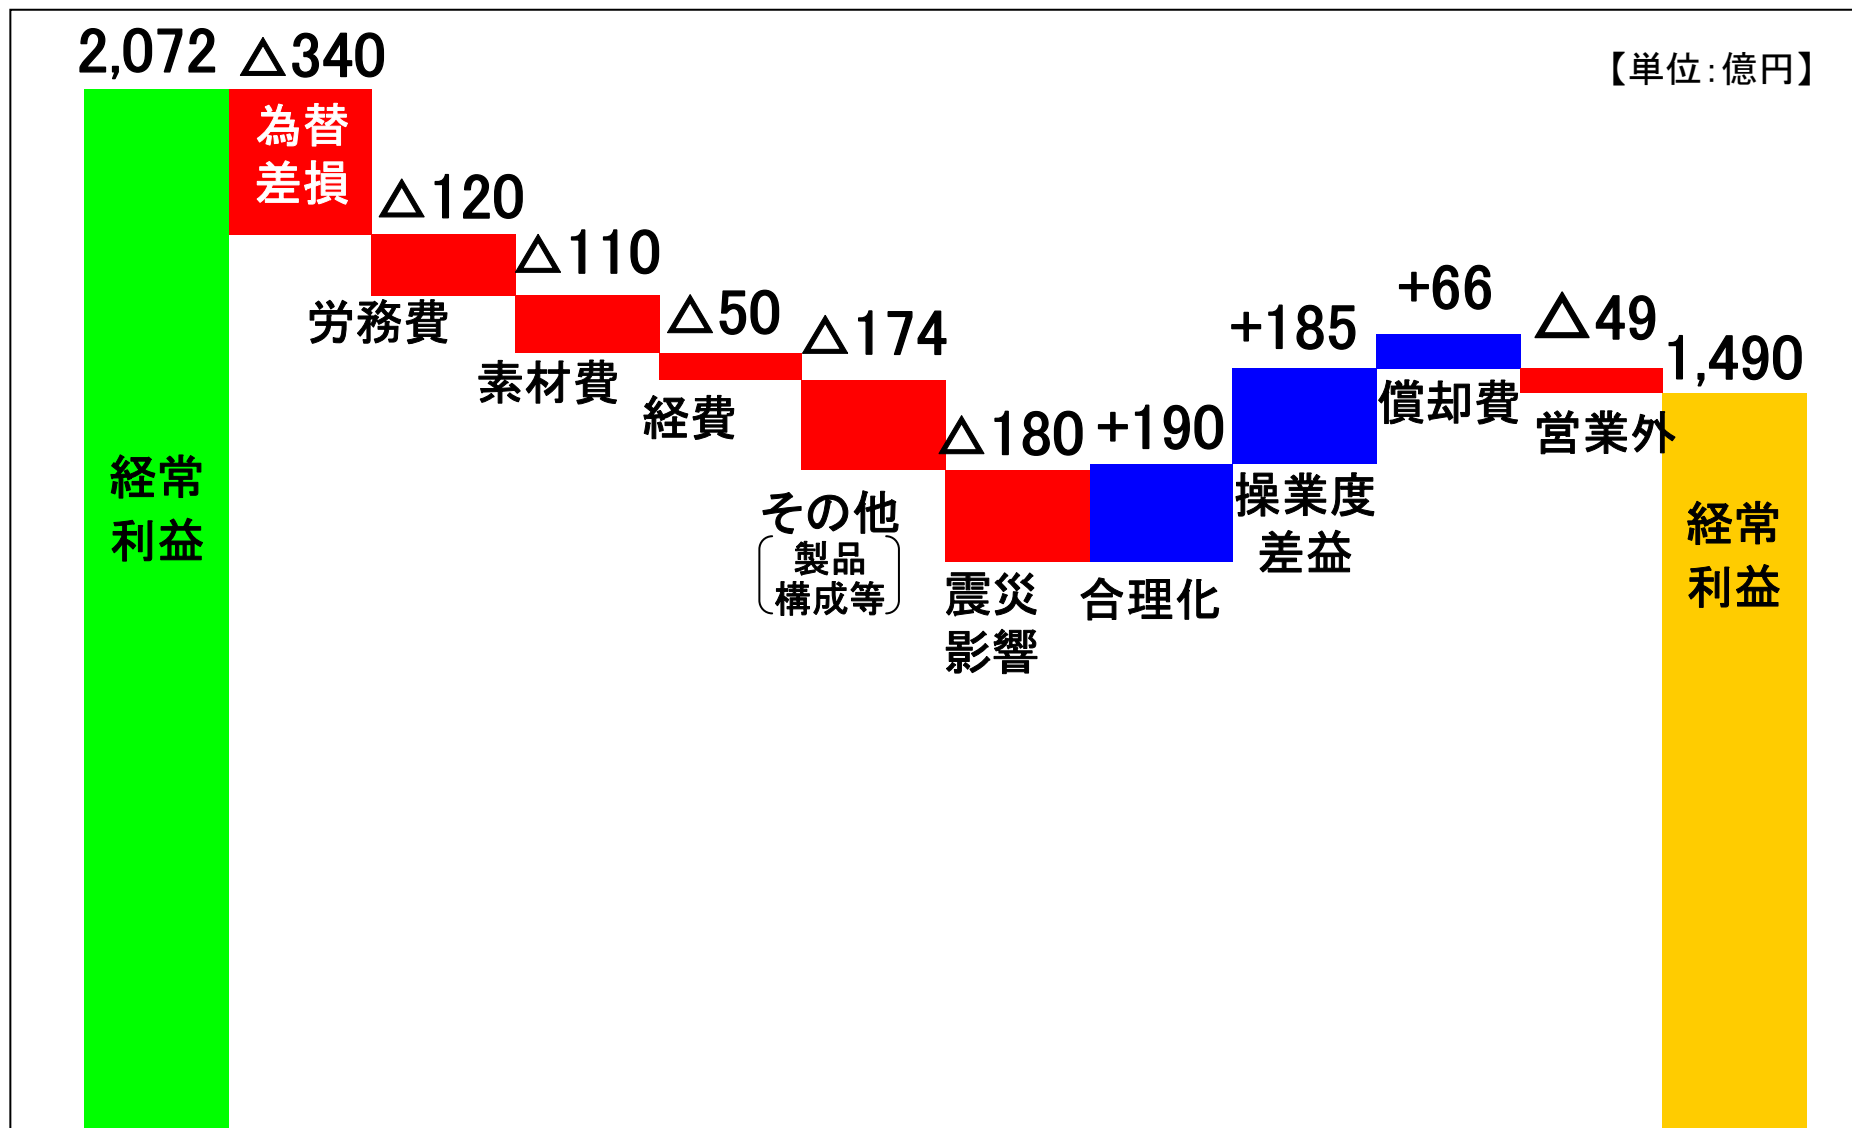 2,072
△340
【単位:億円】
為替
差損
△120
労務費
△110
素材費
△50
経費
△174
その他
製品
構成等
△180
震災
影響
+190
合理化
+185
操業度
差益
+66
償却費
△49
営業外
1,490
経常
利益
経常
利益